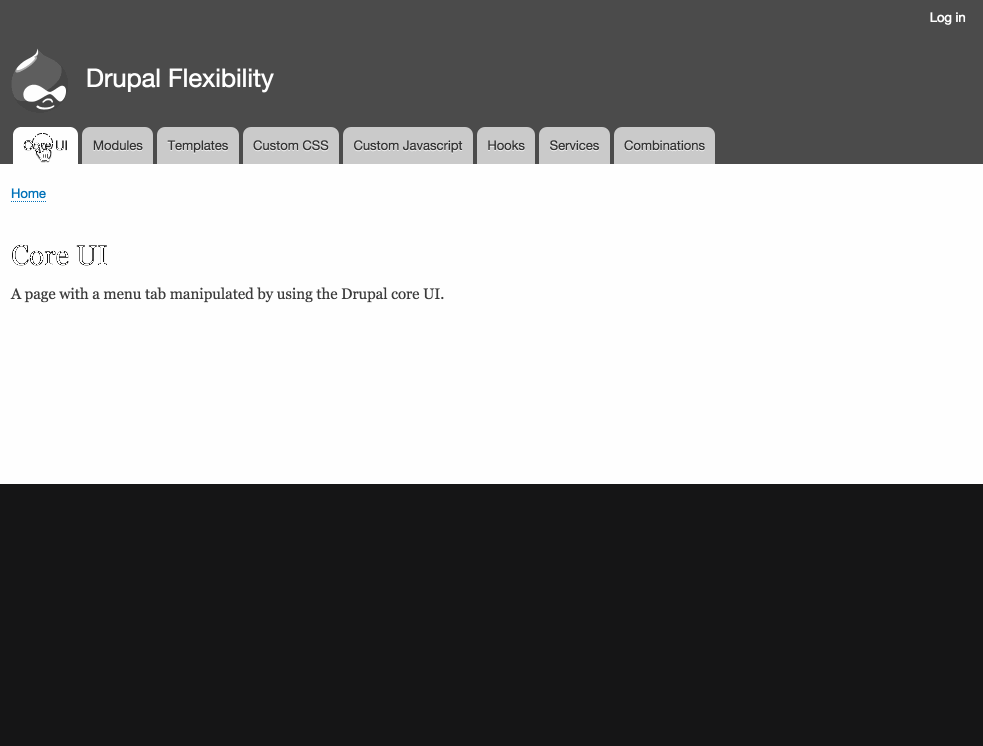 Log in
Drupal Flexibility
Core UI Modules Templates Custom CSS Custom Javascript Hooks Services Combinations
Home
Core UI
A page with a menu tab manipulated by using the Drupal core UI.